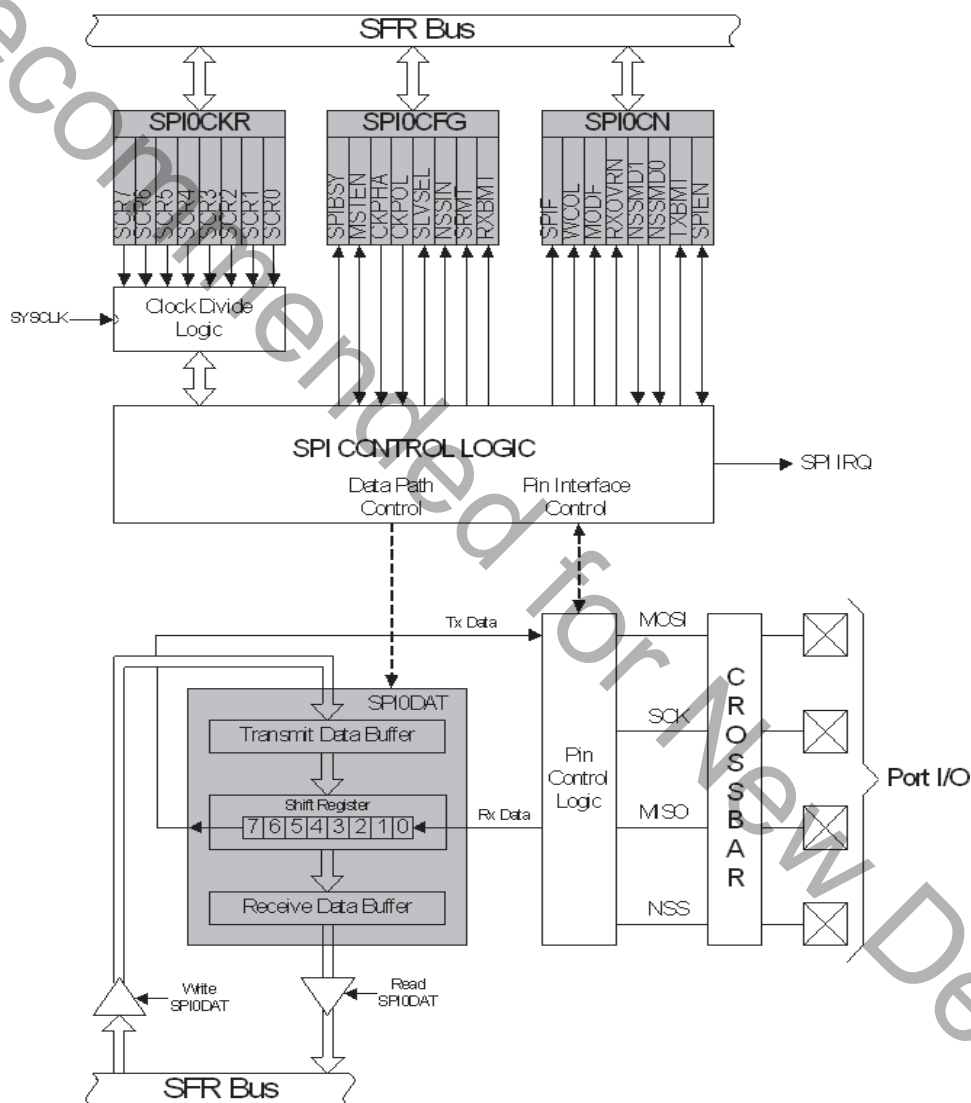 SFR Bus
SPI0CKR
SCR7
SCR6
SCR5
SCR4
SCR3
SCR2
SCR1
SCR0
SPI0CFG
SPIBSY
MSTEN
CKPHA
CKPOL
SLVSEL
NSSIN
SRMT
RXBMT
SPI0CN
SPIF
WCOL
MODF
RXOVRN
NSSMD1
NSSMD0
TXBMT
SPIEN
SYSCLK
Clock Divide
Logic
SPI CONTROL LOGIC
Data Path
Control
Pin Interface
Control
SPI IRQ
Tx Data
SPI0DAT
Transmit Data Buffer
Shift Register
7 6 5 4 3 2 1 0
Rx Data
Receive Data Buffer
Pin
Control
Logic
MOSI
SCK
MISO
NSS
CROSSBAR
Port I/O
Write
SPI0DAT
Read
SPI0DAT
SFR Bus
ecommended for New De